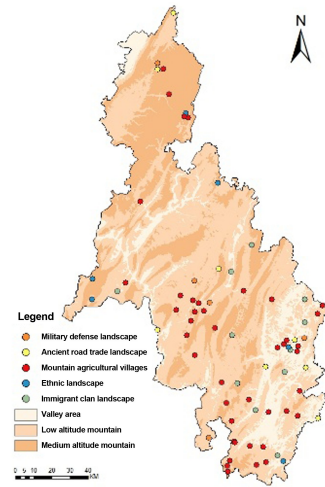 N
Legend
Military defense landscape
Ancient road trade landscape
Mountain agricultural villages
Ethnic landscape
Immigrant clan landscape
Valley area
Low altitude mountain
Medium altitude mountain
0 5 10 20 30 40
KM